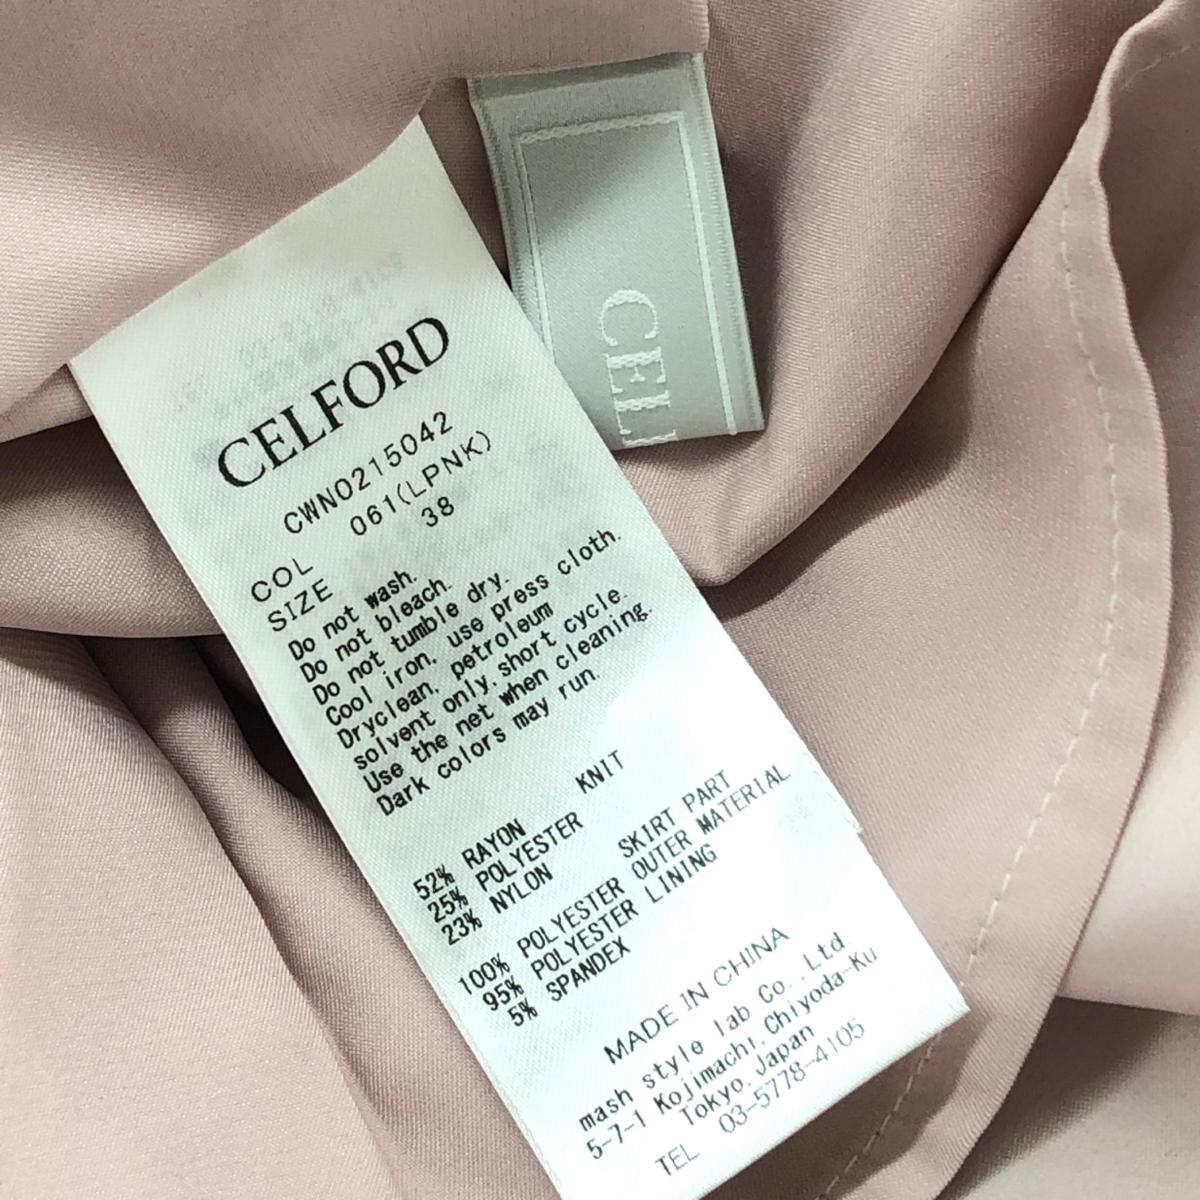 CELFORD
CWNO215042
COL 061(LPNK)
SIZE 38
Do not wash.
Do not bleach.
Do not tumble dry.
Cool iron, use press cloth.
Dryclean, petroleum
solvent only, short cycle.
Use the net when cleaning.
Dark colors may run.
KNIT
52% RAYON
25% POLYESTER
23% NYLON
SKIRT PART
100% POLYESTER OUTER MATERIAL
95% POLYESTER LINING
5% SPANDEX
MADE IN CHINA
mash style lab Co.,Ltd.
5-7-1 Kojimachi,Chiyoda-Ku
Tokyo,Japan
TEL 03-5778-4105
CEL